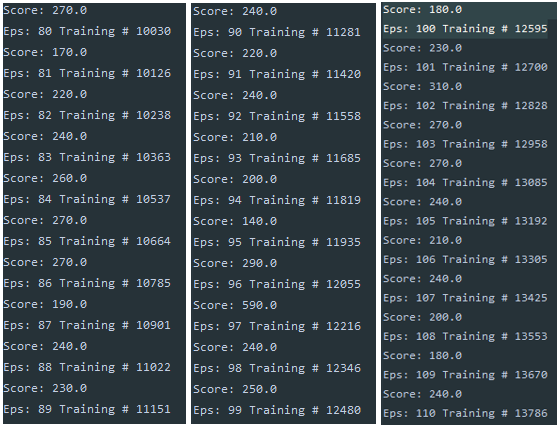 Score: 270.0
Eps: 80 Training # 10030
Score: 170.0
Eps: 81 Training # 10126
Score: 220.0
Eps: 82 Training # 10238
Score: 240.0
Eps: 83 Training # 10363
Score: 260.0
Eps: 84 Training # 10537
Score: 270.0
Eps: 85 Training # 10664
Score: 270.0
Eps: 86 Training # 10785
Score: 190.0
Eps: 87 Training # 10901
Score: 240.0
Eps: 88 Training # 11022
Score: 230.0
Eps: 89 Training # 11151
Score: 240.0
Eps: 90 Training # 11281
Score: 220.0
Eps: 91 Training # 11420
Score: 240.0
Eps: 92 Training # 11558
Score: 210.0
Eps: 93 Training # 11685
Score: 200.0
Eps: 94 Training # 11819
Score: 140.0
Eps: 95 Training # 11935
Score: 290.0
Eps: 96 Training # 12055
Score: 590.0
Eps: 97 Training # 12216
Score: 240.0
Eps: 98 Training # 12346
Score: 250.0
Eps: 99 Training # 12480
Score: 180.0
Eps: 100 Training # 12595
Score: 230.0
Eps: 101 Training # 12700
Score: 310.0
Eps: 102 Training # 12828
Score: 270.0
Eps: 103 Training # 12958
Score: 270.0
Eps: 104 Training # 13085
Score: 240.0
Eps: 105 Training # 13192
Score: 210.0
Eps: 106 Training # 13305
Score: 240.0
Eps: 107 Training # 13425
Score: 200.0
Eps: 108 Training # 13553
Score: 180.0
Eps: 109 Training # 13670
Score: 240.0
Eps: 110 Training # 13786